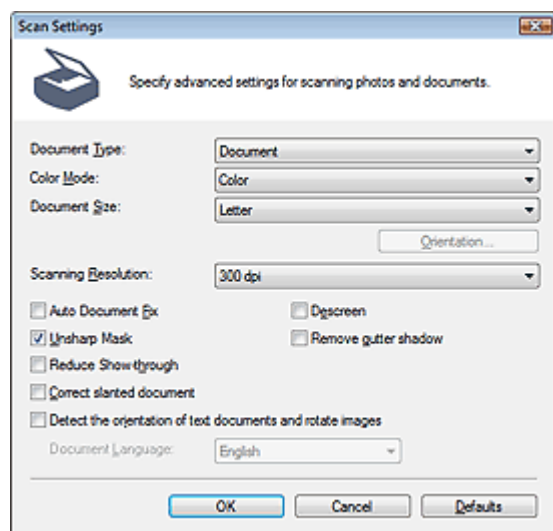 Scan Settings
Specify advanced settings for scanning photos and documents.
Document Type: Document
Color Mode: Color
Document Size: Letter
Orientation...
Scanning Resolution: 300 dpi
Auto Document Fix Descreen
Unsharp Mask Remove gutter shadow
Reduce Show-through
Correct slanted document
Detect the orientation of text documents and rotate images
Document Language: English
OK Cancel Defaults